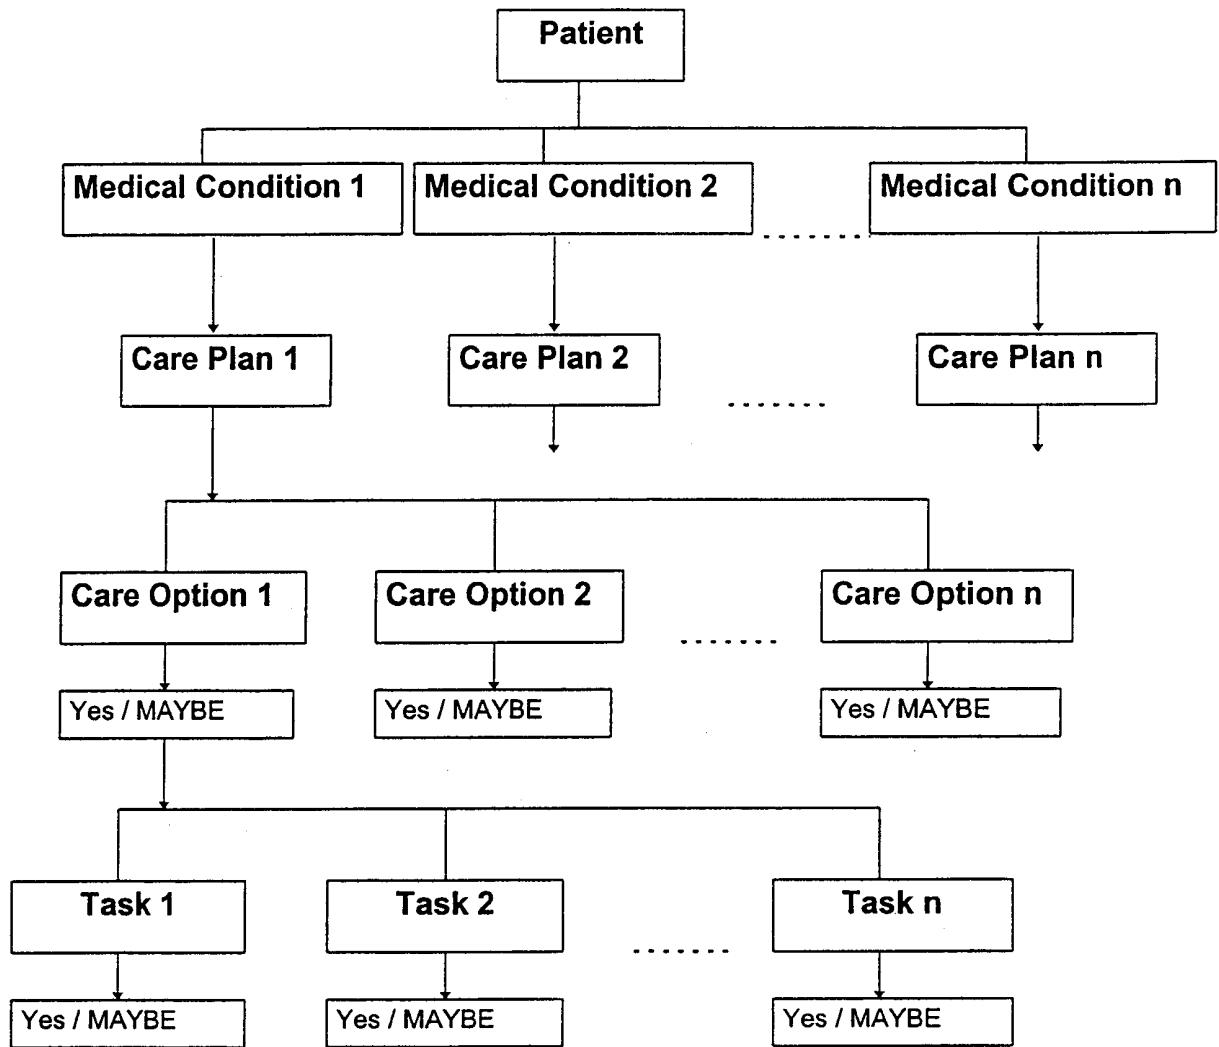 Patient
Medical Condition 1
Medical Condition 2
Medical Condition n
Care Plan 1
Care Plan 2
Care Plan n
Care Option 1
Care Option 2
Care Option n
Yes / MAYBE
Yes / MAYBE
Yes / MAYBE
Task 1
Task 2
Task n
Yes / MAYBE
Yes / MAYBE
Yes / MAYBE